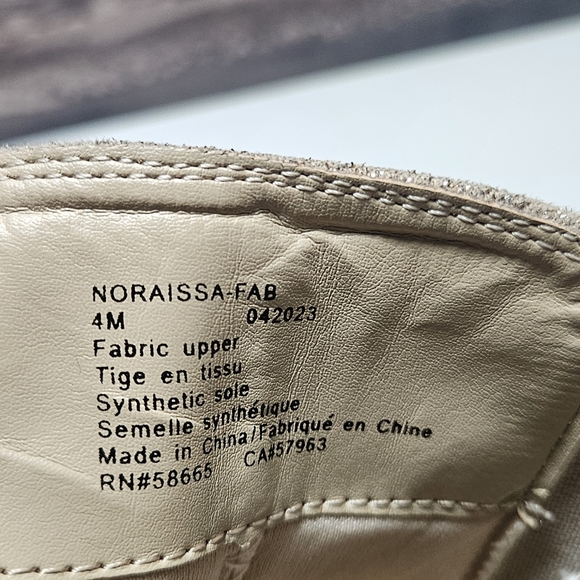 NORAISSA-FAB
4M 042023
Fabric upper
Tige en tissu
Synthetic sole
Semelle synthétique
Made in China/Fabriqué en Chine
RN#58665 CA#57963